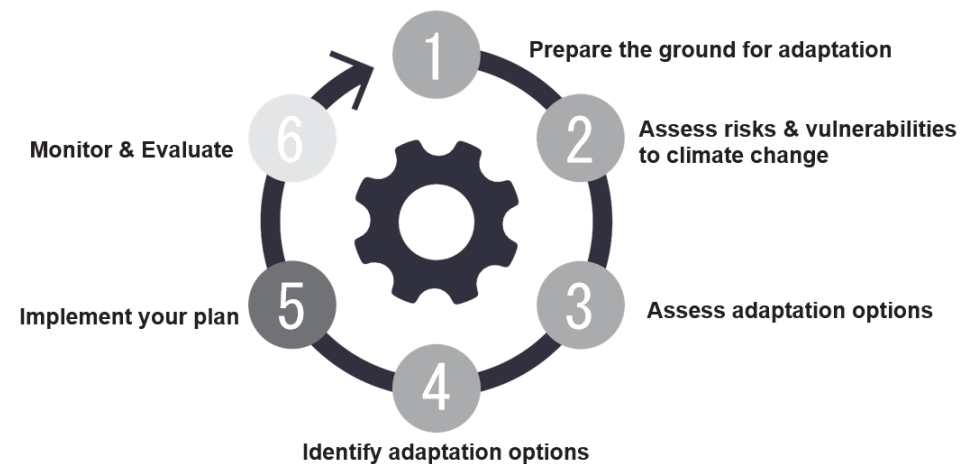 1
Prepare the ground for adaptation
2
Assess risks & vulnerabilities
to climate change
3
Assess adaptation options
4
Identify adaptation options
5
Implement your plan
6
Monitor & Evaluate